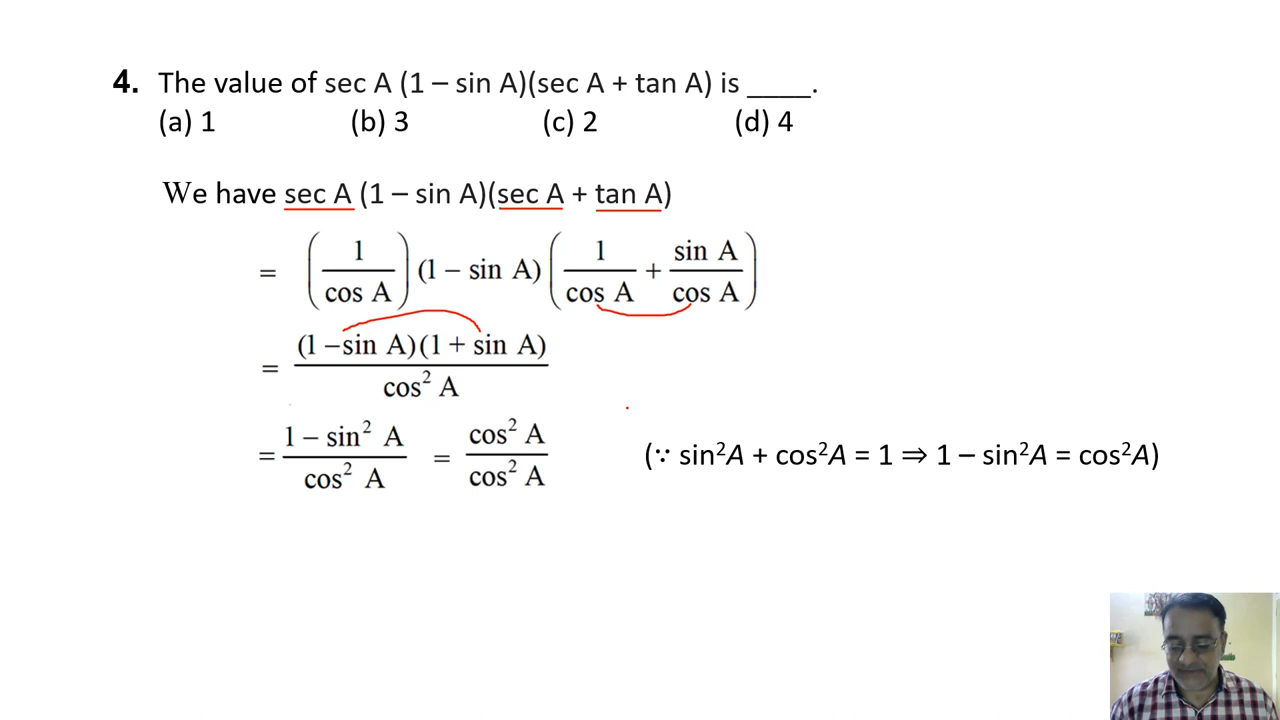 4. The value of sec A (1 – sin A)(sec A + tan A) is ____.
(a) 1 (b) 3 (c) 2 (d) 4
We have sec A (1 – sin A)(sec A + tan A)
= (1/cos A) (1 – sin A) (1/cos A + sin A/cos A)
= (1 – sin A)(1 + sin A)/cos² A
= 1 – sin² A/cos² A = cos² A/cos² A (∵ sin²A + cos²A = 1 ⇒ 1 – sin²A = cos²A)